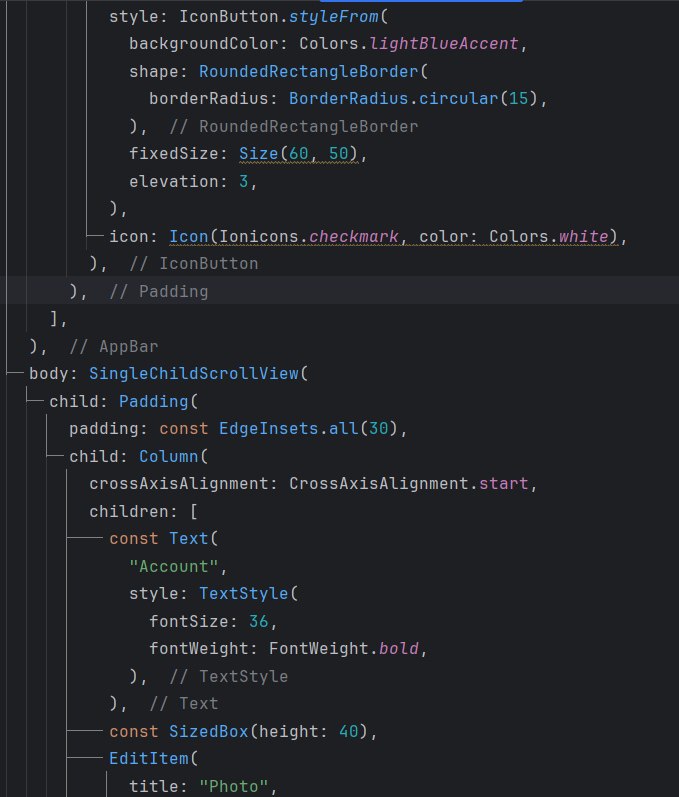 style: IconButton.styleFrom(
backgroundColor: Colors.lightBlueAccent,
shape: RoundedRectangleBorder(
borderRadius: BorderRadius.circular(15),
), // RoundedRectangleBorder
fixedSize: Size(60, 50),
elevation: 3,
),
icon: Icon(Ionicons.checkmark, color: Colors.white),
), // IconButton
), // Padding
],
), // AppBar
body: SingleChildScrollView(
child: Padding(
padding: const EdgeInsets.all(30),
child: Column(
crossAxisAlignment: CrossAxisAlignment.start,
children: [
const Text(
"Account",
style: TextStyle(
fontSize: 36,
fontWeight: FontWeight.bold,
), // TextStyle
), // Text
const SizedBox(height: 40),
EditItem(
title: "Photo",